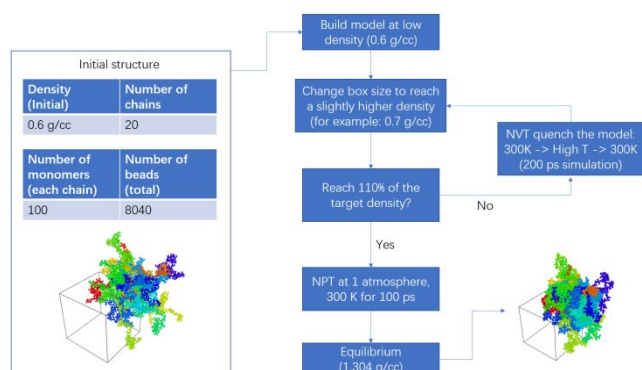 Initial structure
Density
(Initial)
Number of
chains
0.6 g/cc
20
Number of
monomers
(each chain)
Number of
beads
(total)
100
8040
Build model at low
density (0.6 g/cc)
Change box size to reach
a slightly higher density
(for example: 0.7 g/cc)
NVT quench the model:
300K -> High T -> 300K
(200 ps simulation)
Reach 110% of the
target density?
No
Yes
NPT at 1 atmosphere,
300 K for 100 ps
Equilibrium
(1.304 g/cc)